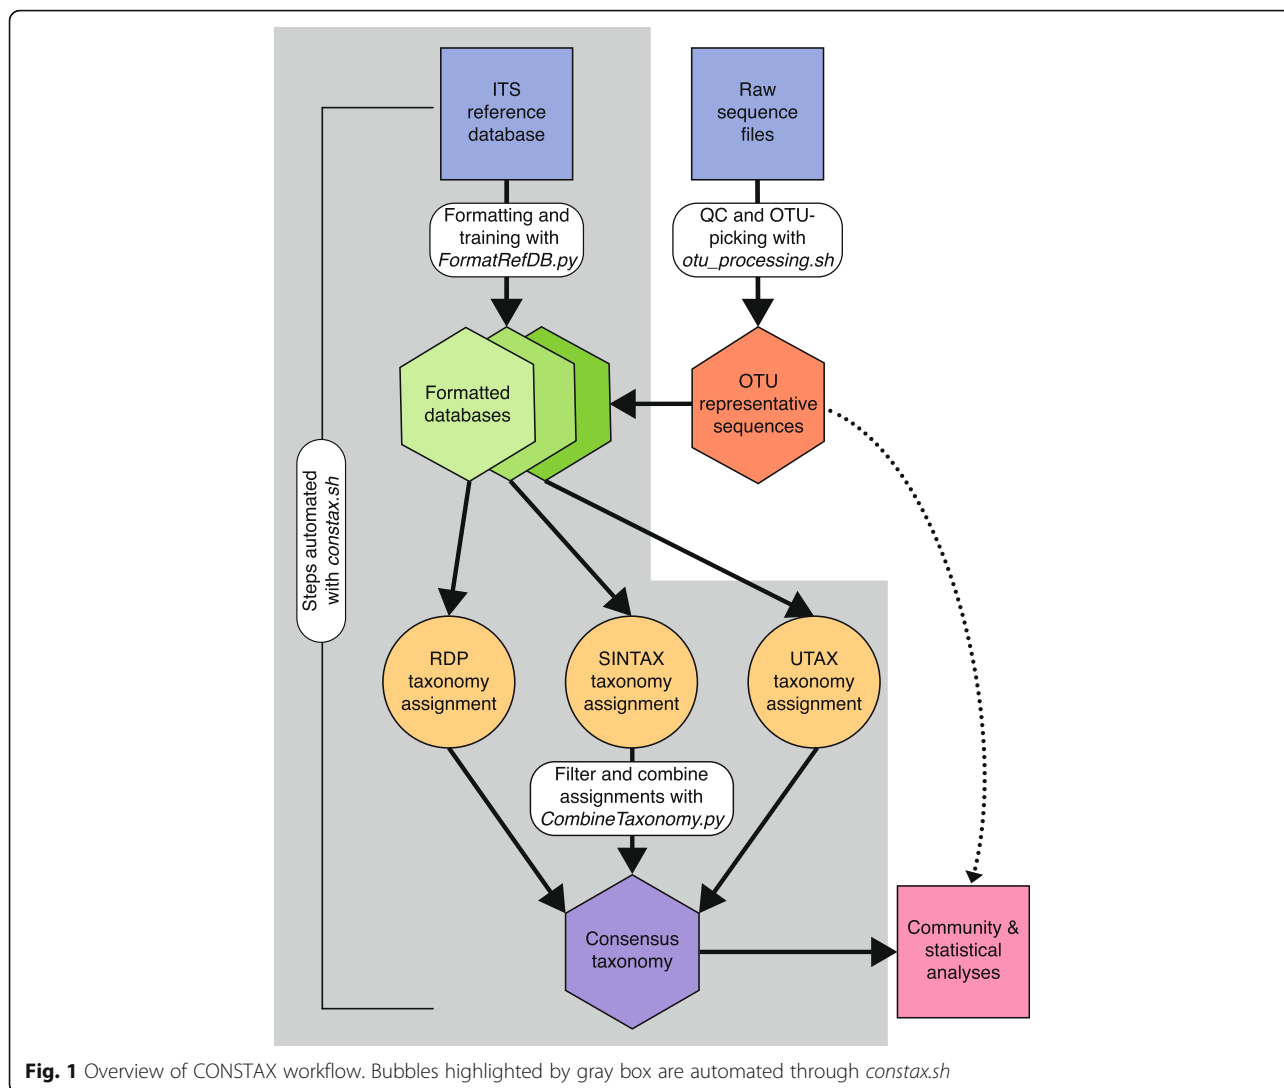 ITS
reference
database
Raw
sequence
files
Formatting and
training with
FormatRefDB.py
QC and OTU-
picking with
otu_processing.sh
Formatted
databases
OTU
representative
sequences
Steps automated
with constax.sh
RDP
taxonomy
assignment
SINTAX
taxonomy
assignment
UTAX
taxonomy
assignment
Filter and combine
assignments with
CombineTaxonomy.py
Consensus
taxonomy
Community &
statistical
analyses
Fig. 1 Overview of CONSTAX workflow. Bubbles highlighted by gray box are automated through constax.sh